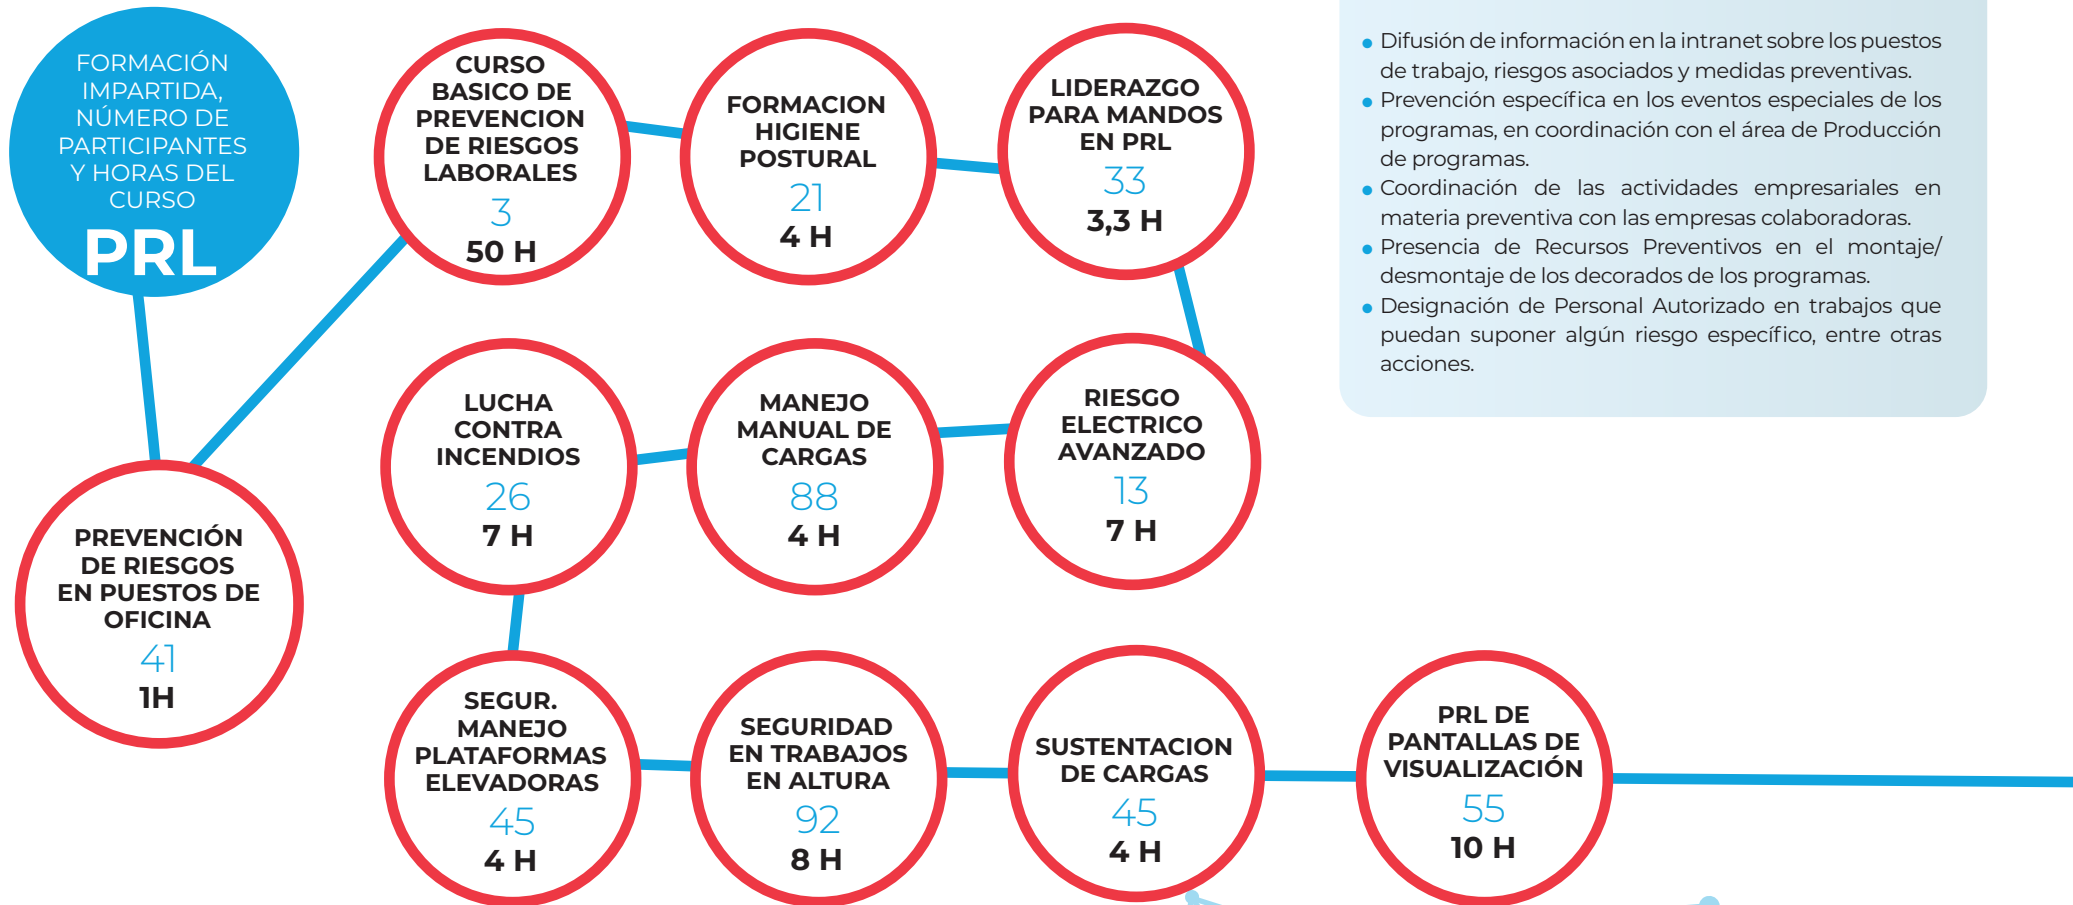 FORMACIÓN
IMPARTIDA,
NÚMERO DE
PARTICIPANTES
Y HORAS DEL
CURSO
PRL
PREVENCIÓN
DE RIESGOS
EN PUESTOS DE
OFICINA
41
1H
CURSO
BASICO DE
PREVENCION
DE RIESGOS
LABORALES
3
50 H
FORMACION
HIGIENE
POSTURAL
21
4 H
LIDERAZGO
PARA MANDOS
EN PRL
33
3,3 H
RIESGO
ELECTRICO
AVANZADO
13
7 H
MANEJO
MANUAL DE
CARGAS
88
4 H
LUCHA
CONTRA
INCENDIOS
26
7 H
SEGUR.
MANEJO
PLATAFORMAS
ELEVADORAS
45
4 H
SEGURIDAD
EN TRABAJOS
EN ALTURA
92
8 H
SUSTENTACION
DE CARGAS
45
4 H
PRL DE
PANTALLAS DE
VISUALIZACIÓN
55
10 H
• Difusión de información en la intranet sobre los puestos
de trabajo, riesgos asociados y medidas preventivas.
• Prevención específica en los eventos especiales de los
programas, en coordinación con el área de Producción
de programas.
• Coordinación de las actividades empresariales en
materia preventiva con las empresas colaboradoras.
• Presencia de Recursos Preventivos en el montaje/
desmontaje de los decorados de los programas.
• Designación de Personal Autorizado en trabajos que
puedan suponer algún riesgo específico, entre otras
acciones.